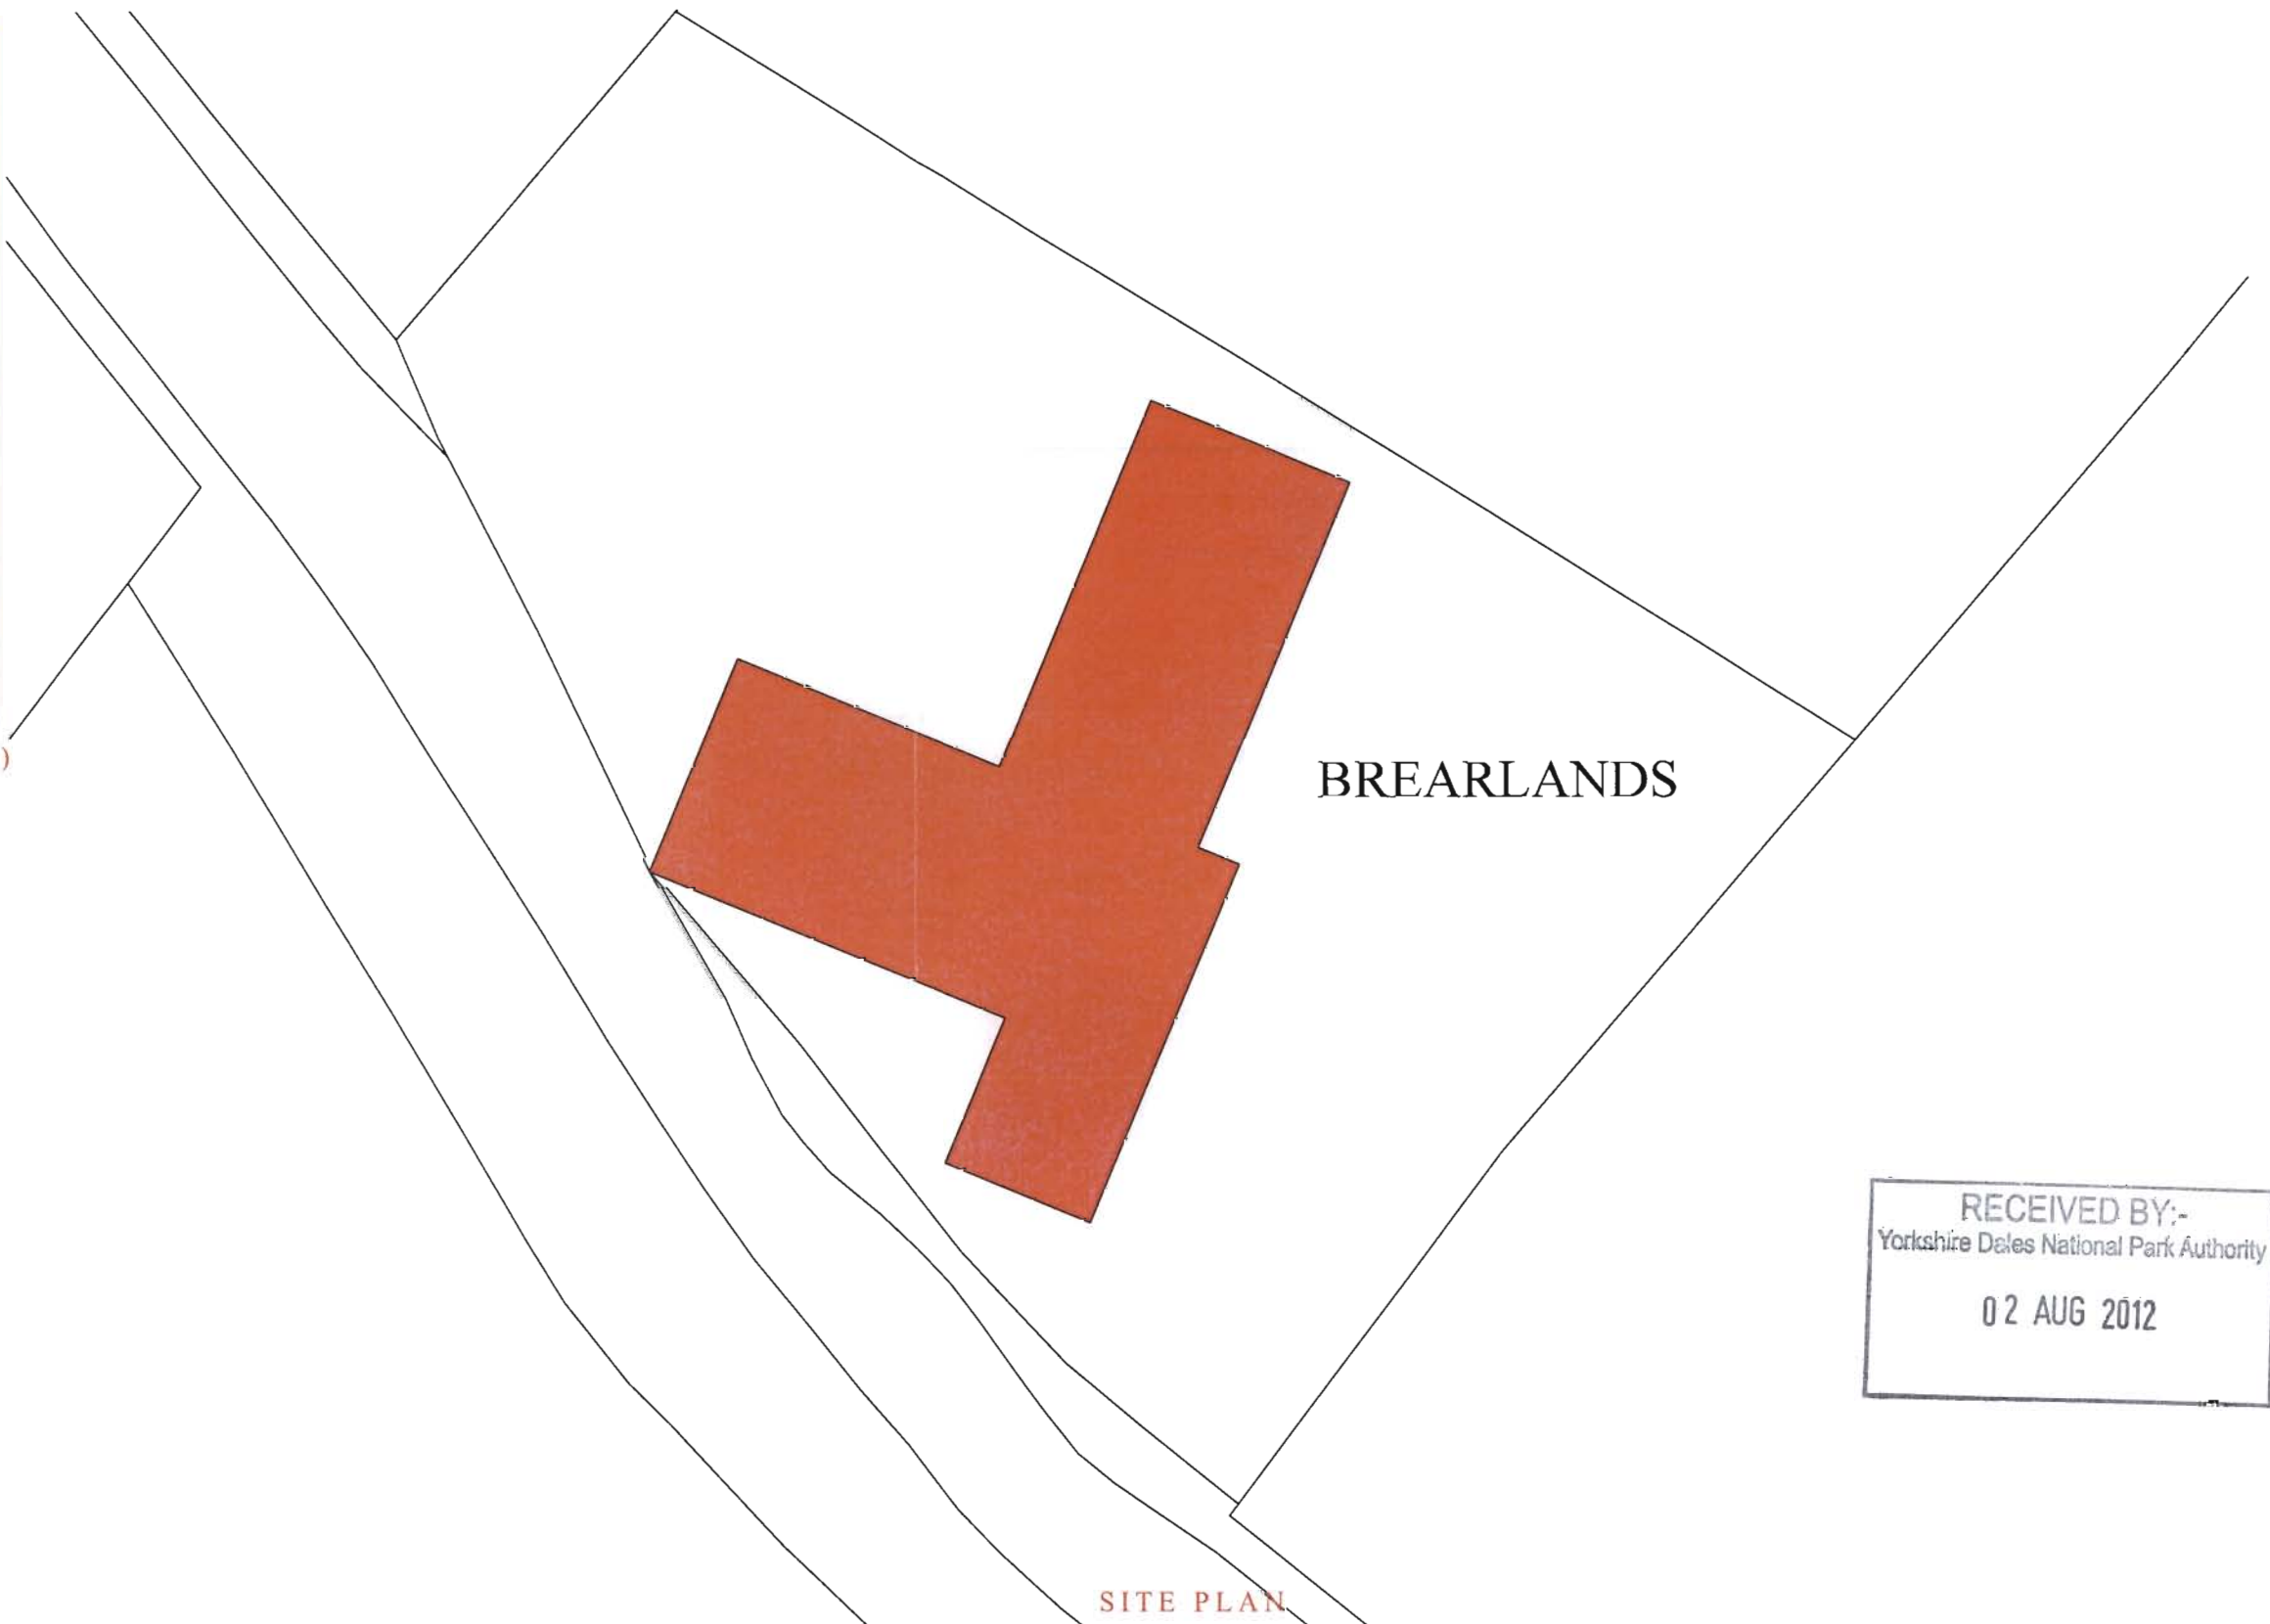 )
BREARLANDS
RECEIVED BY:-
Yorkshire Dales National Park Authority
02 AUG 2012
SITE PLAN